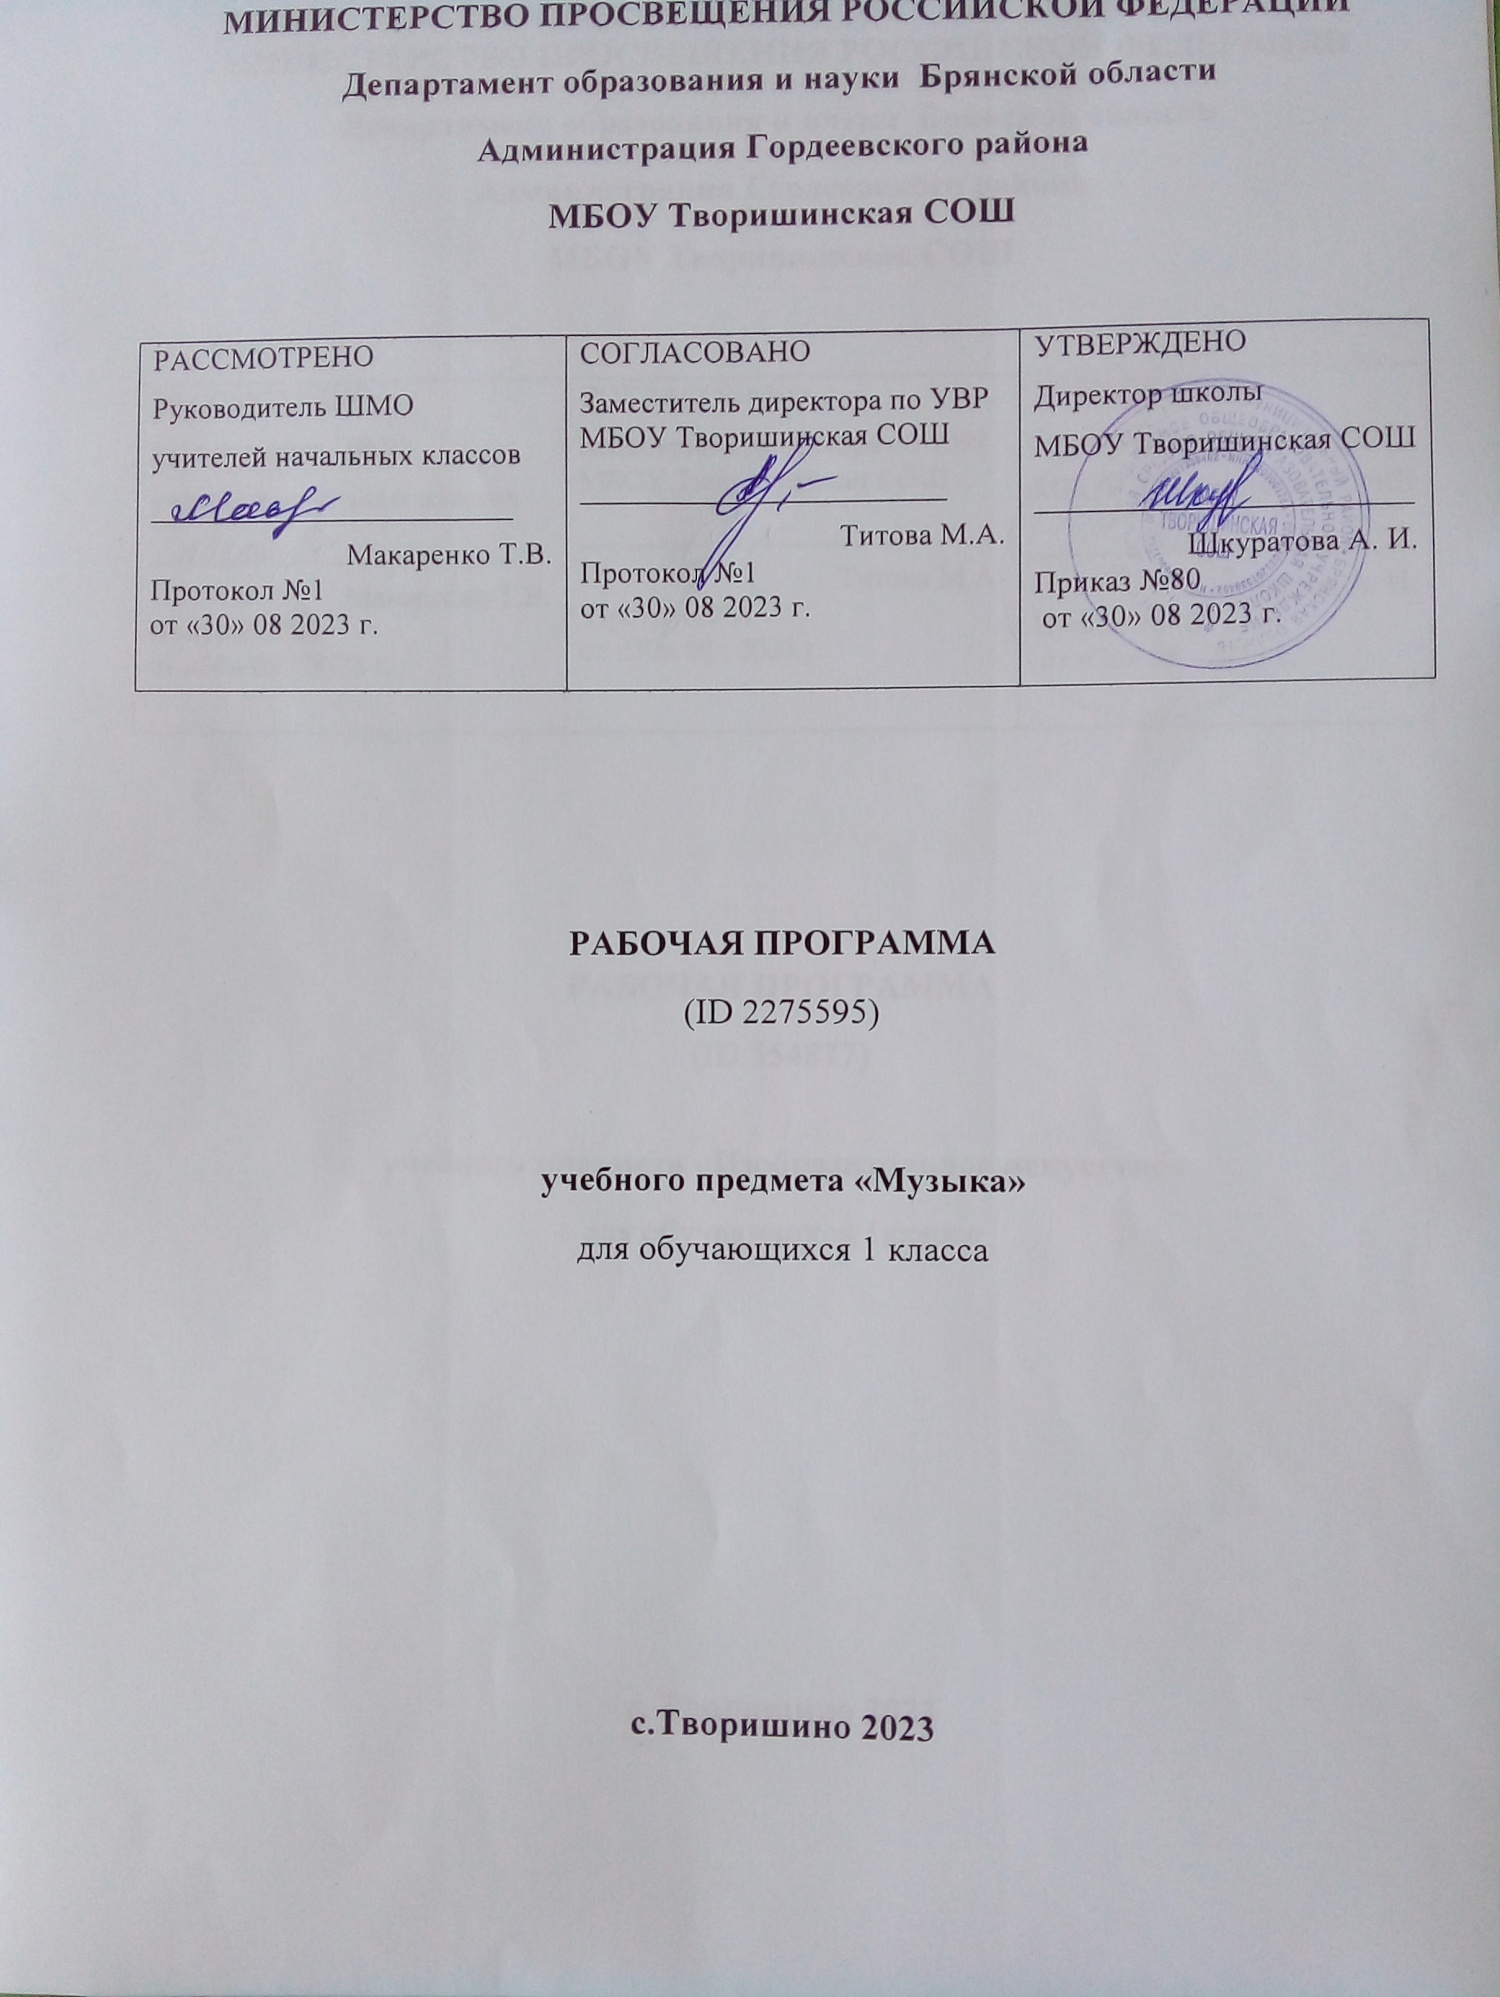 МИНИСТЕРСТВО ПРОСВЕЩЕНИЯ РОССИЙСКОЙ ФЕДЕРАЦИИ
Департамент образования и науки Брянской области
Администрация Гордеевского района
МБОУ Творишинская СОШ
РАССМОТРЕНО
Руководитель ШМО
учителей начальных классов
Макаренко Т.В.
Протокол №1
от «30» 08 2023 г.
СОГЛАСОВАНО
Заместитель директора по УВР
МБОУ Творишинская СОШ
Титова М.А.
Протокол №1
от «30» 08 2023 г.
УТВЕРЖДЕНО
Директор школы
МБОУ Творишинская СОШ
Шкуратова А. И.
Приказ №80
от «30» 08 2023 г.
ТВОРИШИНСКАЯ
РАБОЧАЯ ПРОГРАММА
(ID 2275595)
учебного предмета «Музыка»
для обучающихся 1 класса
с.Творишино 2023